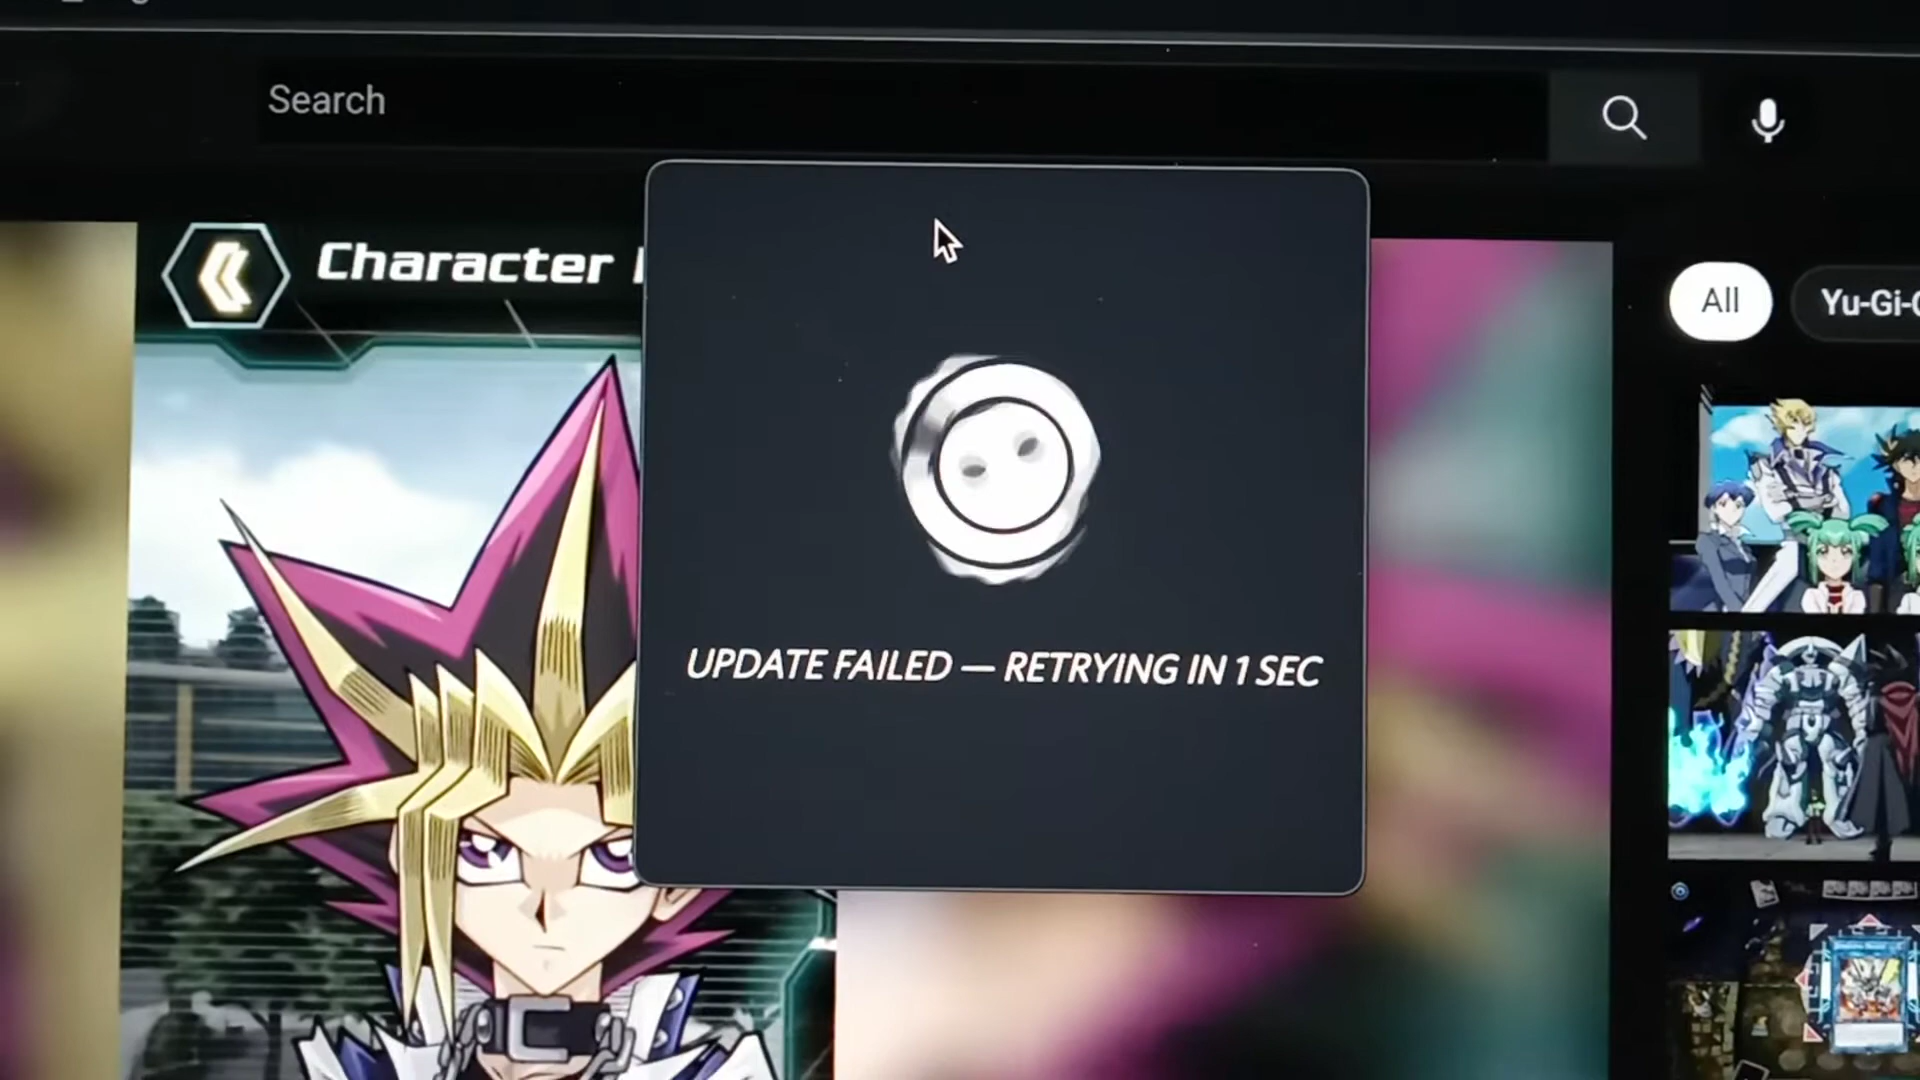 Search
Character
All
Yu-Gi-
UPDATE FAILED — RETRYING IN 1 SEC